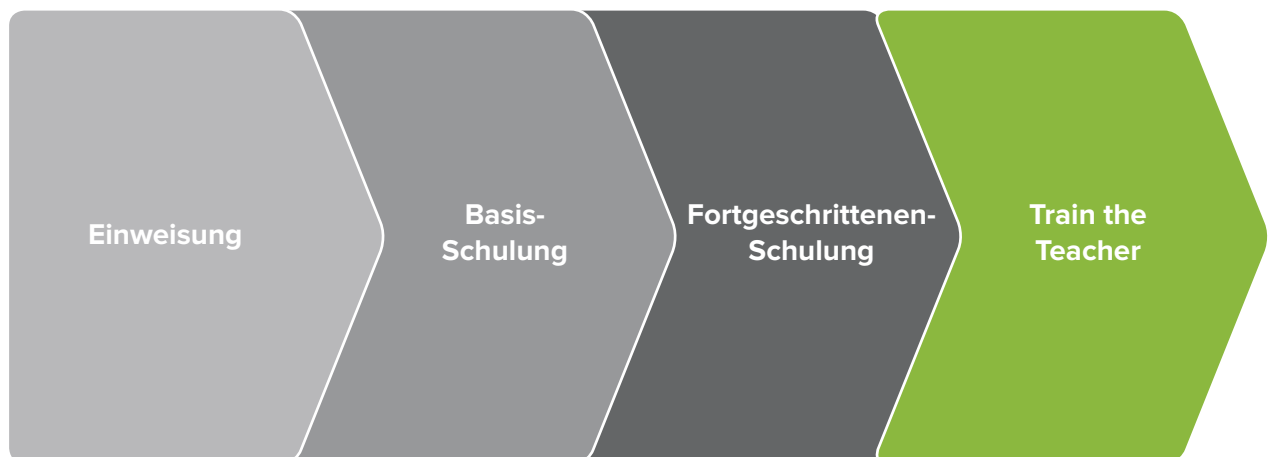 Einweisung
Basis-
Schulung
Fortgeschrittenen-
Schulung
Train the
Teacher